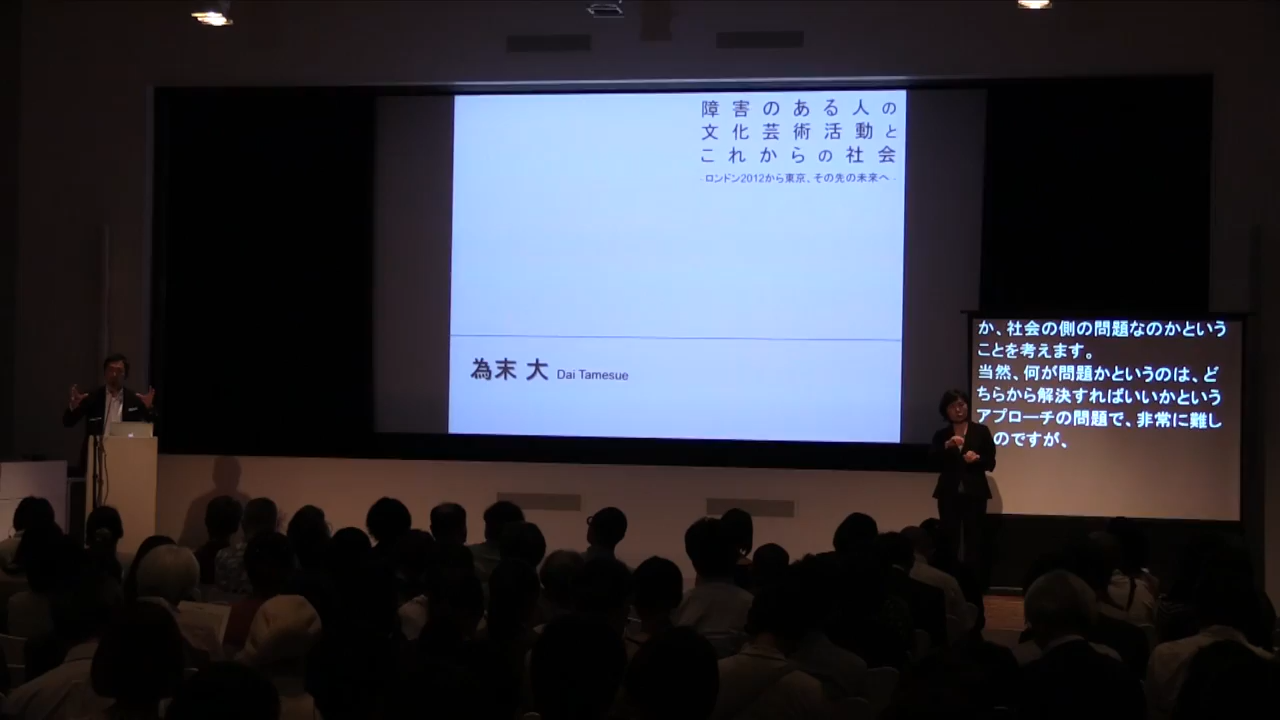 障害のある人の
文化芸術活動と
これからの社会
- ロンドン2012から東京、その先の未来へ -
為末 大 Dai Tamesue
か、社会の側の問題なのかという
ことを考えます。
当然、何が問題かというのは、ど
ちらから解決すればいいかという
アプローチの問題で、非常に難し
のですが、